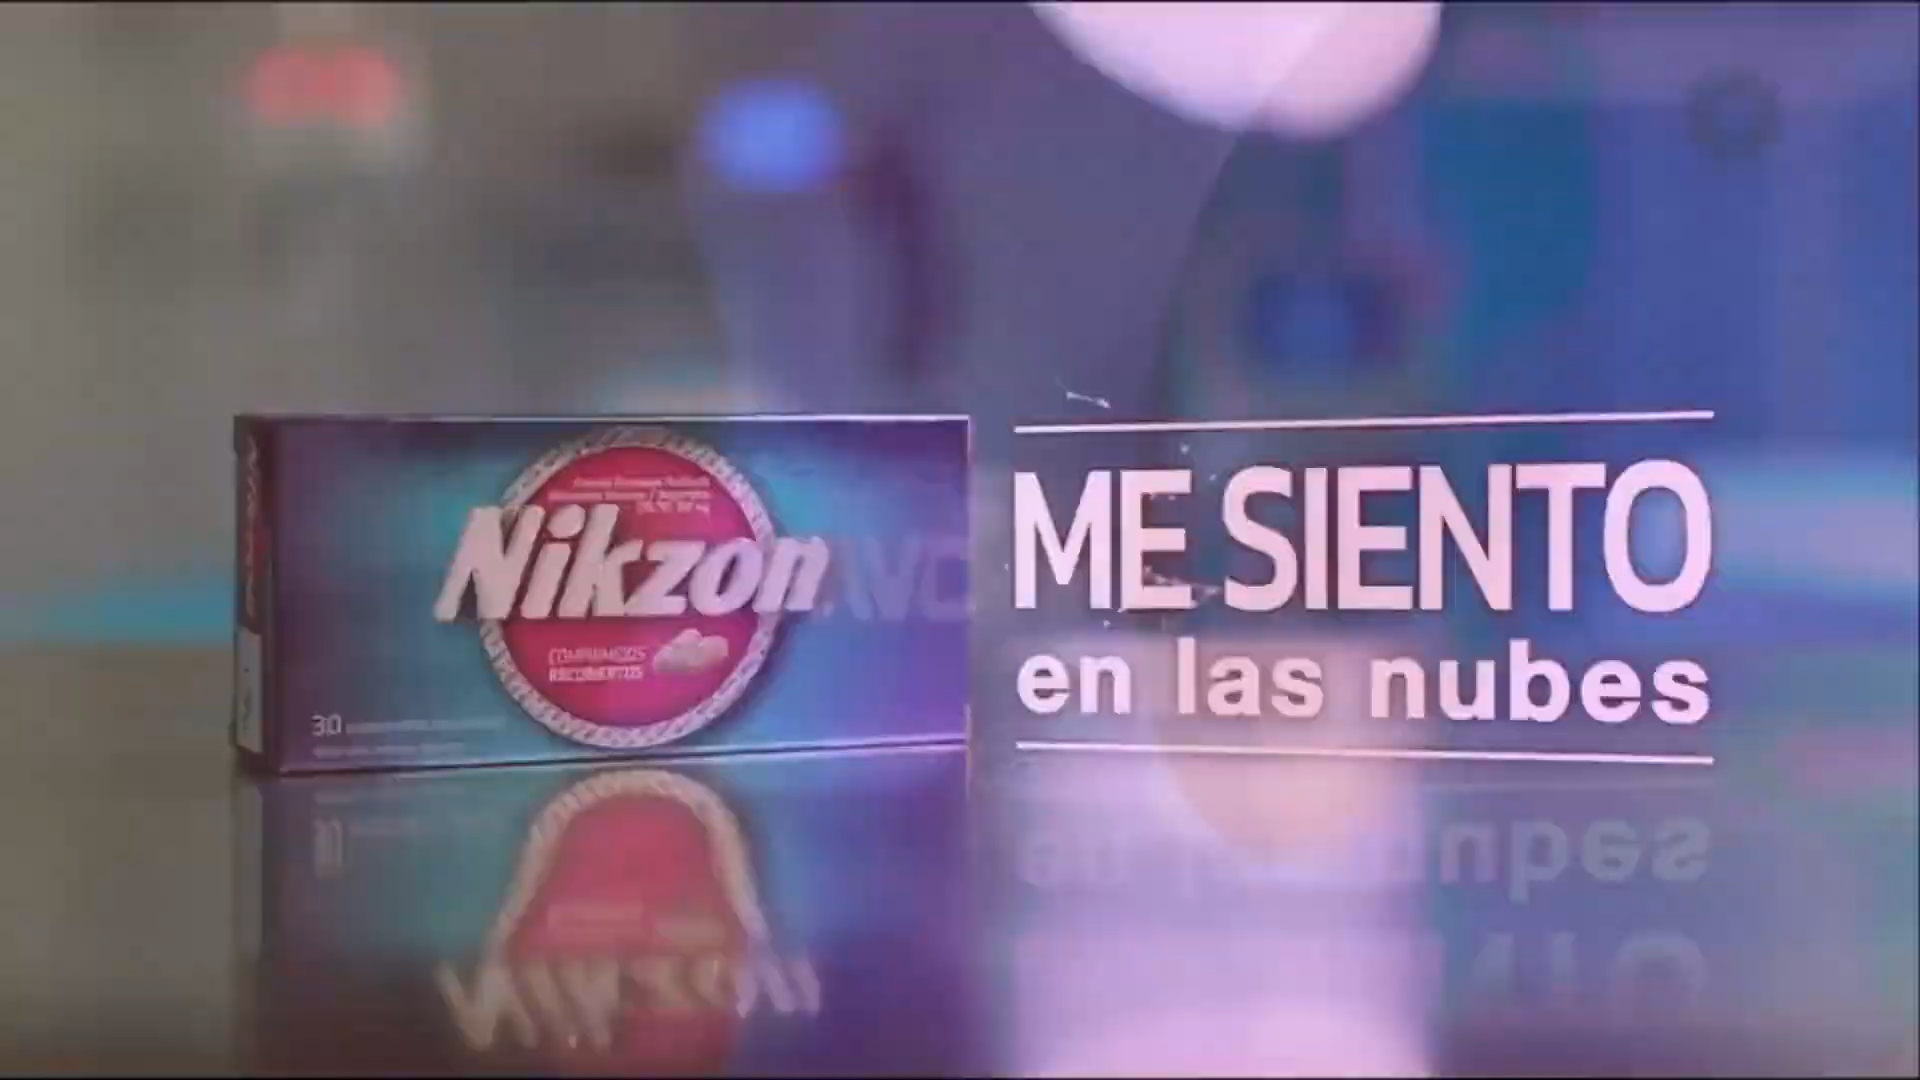 Nikzon
COMPRIMIDOS
RECUBIERTOS
30
ME SIENTO
en las nubes